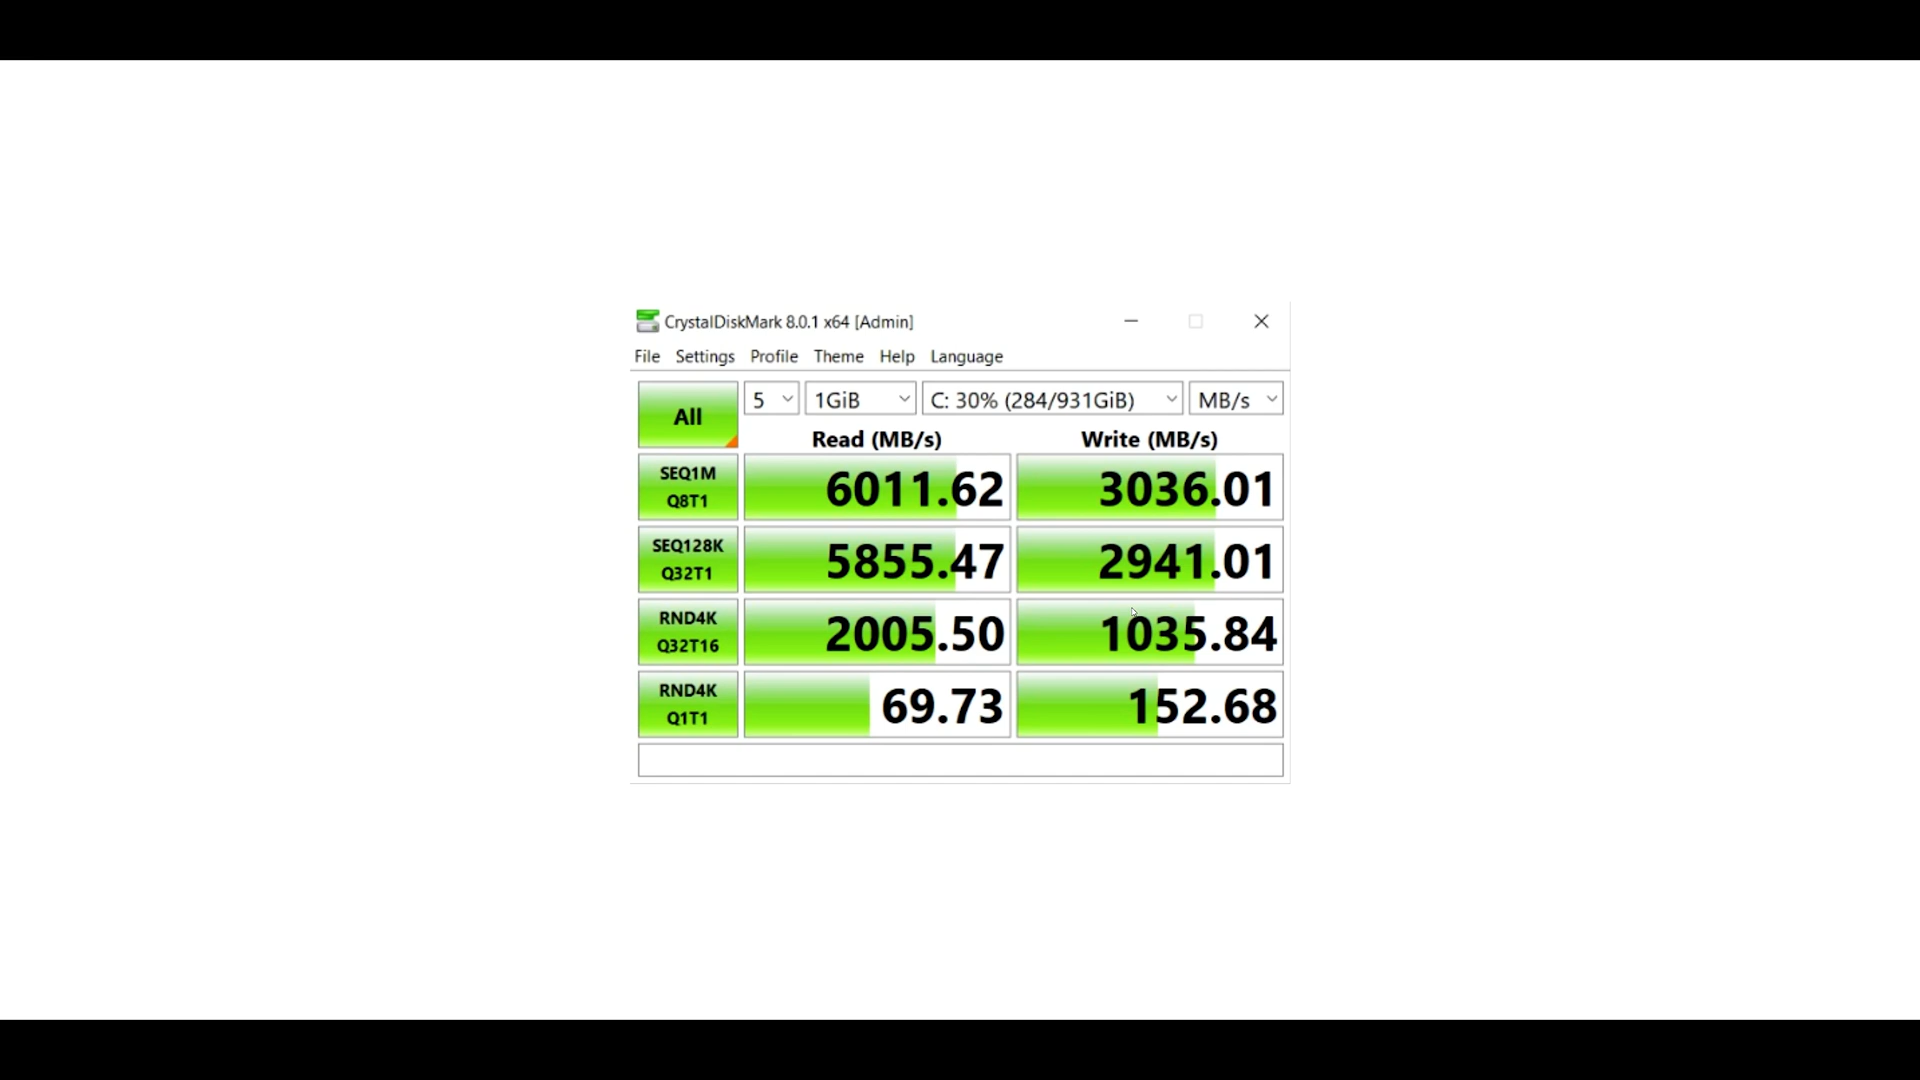 CrystalDiskMark 8.0.1 x64 [Admin]
File Settings Profile Theme Help Language
All 5 1GiB C: 30% (284/931GiB) MB/s
Read (MB/s) Write (MB/s)
SEQ1M
Q8T1
6011.62 3036.01
SEQ128K
Q32T1
5855.47 2941.01
RND4K
Q32T16
2005.50 1035.84
RND4K
Q1T1
69.73 152.68